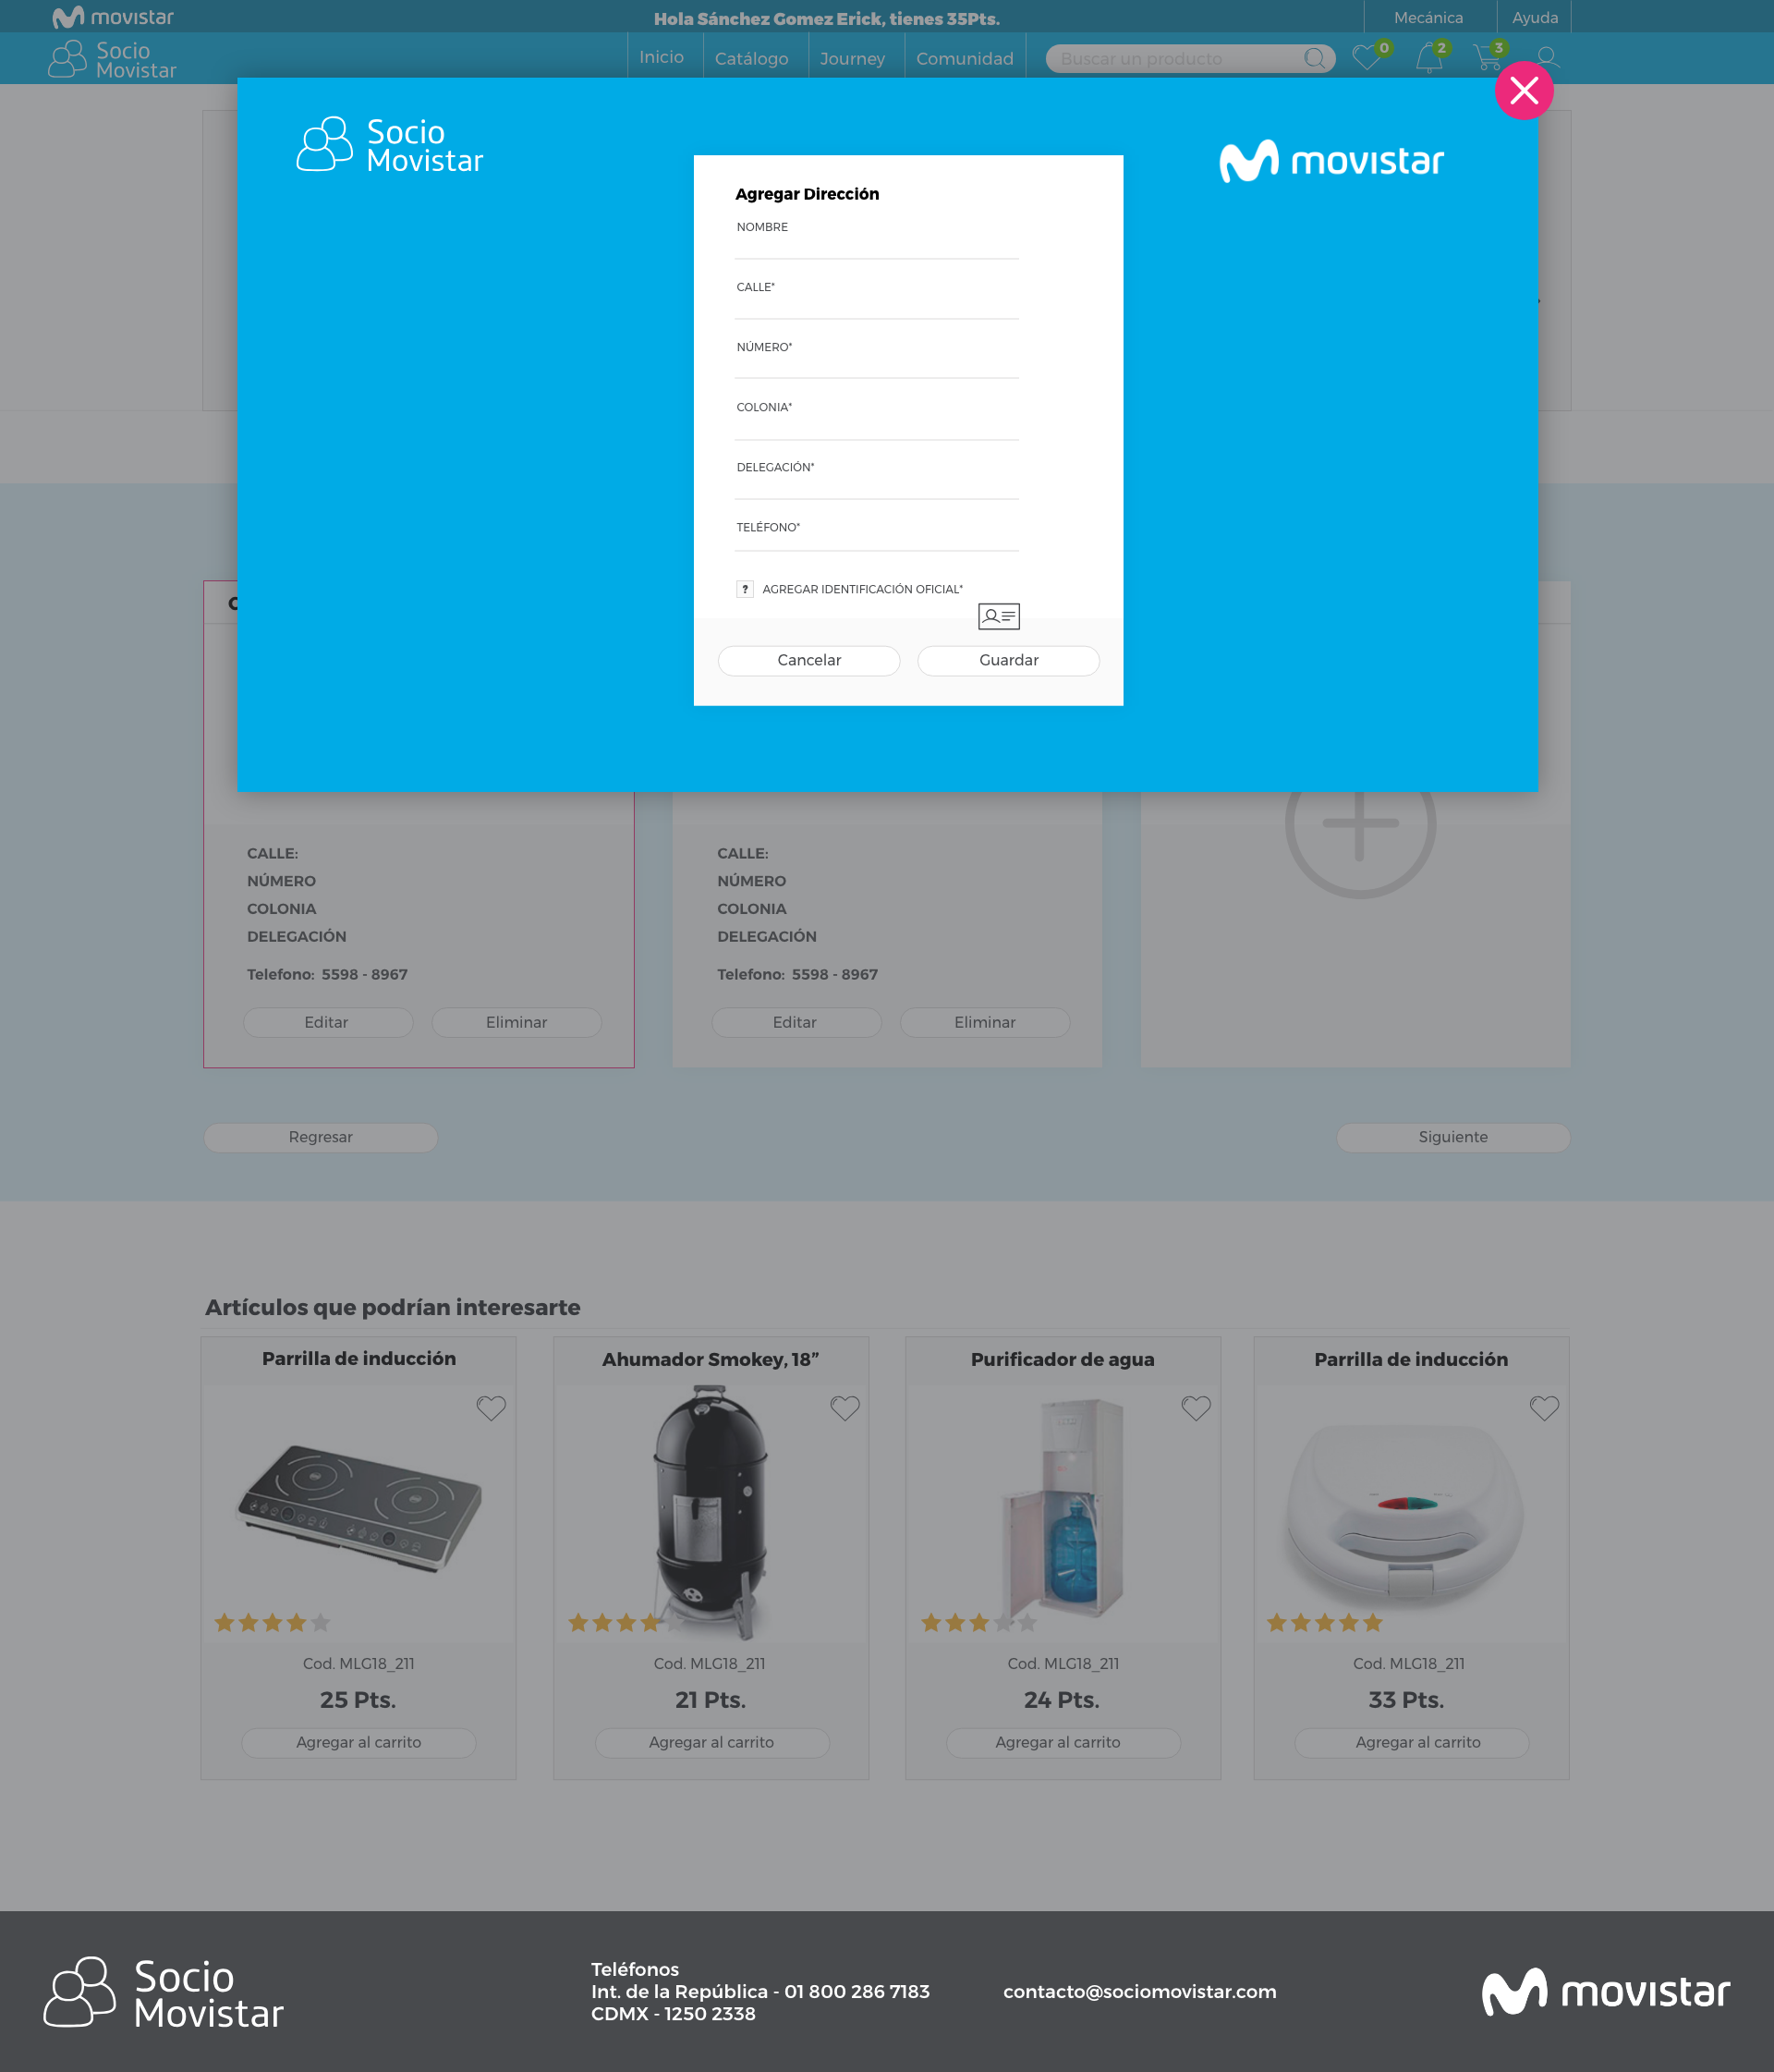 movistar
Hola Sánchez Gomez Erick, tienes 35Pts.
Mecánica
Ayuda
Socio
Movistar
Inicio
Catálogo
Journey
Comunidad
Buscar un producto
0
2
3
Socio
Movistar
movistar
Agregar Dirección
NOMBRE
CALLE*
NÚMERO*
COLONIA*
DELEGACIÓN*
TELÉFONO*
? AGREGAR IDENTIFICACIÓN OFICIAL*
Cancelar
Guardar
CALLE:
NÚMERO
COLONIA
DELEGACIÓN
Telefono: 5598 - 8967
Editar
Eliminar
CALLE:
NÚMERO
COLONIA
DELEGACIÓN
Telefono: 5598 - 8967
Editar
Eliminar
Regresar
Siguiente
Artículos que podrían interesarte
Parrilla de inducción
Cod. MLG18_211
25 Pts.
Agregar al carrito
Ahumador Smokey, 18”
Cod. MLG18_211
21 Pts.
Agregar al carrito
Purificador de agua
Cod. MLG18_211
24 Pts.
Agregar al carrito
Parrilla de inducción
Cod. MLG18_211
33 Pts.
Agregar al carrito
Socio
Movistar
Teléfonos
Int. de la República - 01 800 286 7183
CDMX - 1250 2338
contacto@sociomovistar.com
movistar